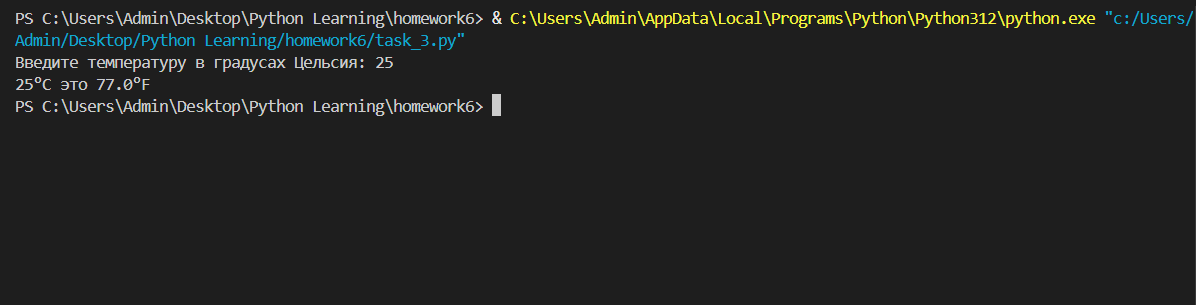 PS C:\Users\Admin\Desktop\Python Learning\homework6> & C:\Users\Admin\AppData\Local\Programs\Python\Python312\python.exe "c:/Users/
Admin/Desktop/Python Learning/homework6/task_3.py"
Введите температуру в градусах Цельсия: 25
25°C это 77.0°F
PS C:\Users\Admin\Desktop\Python Learning\homework6>